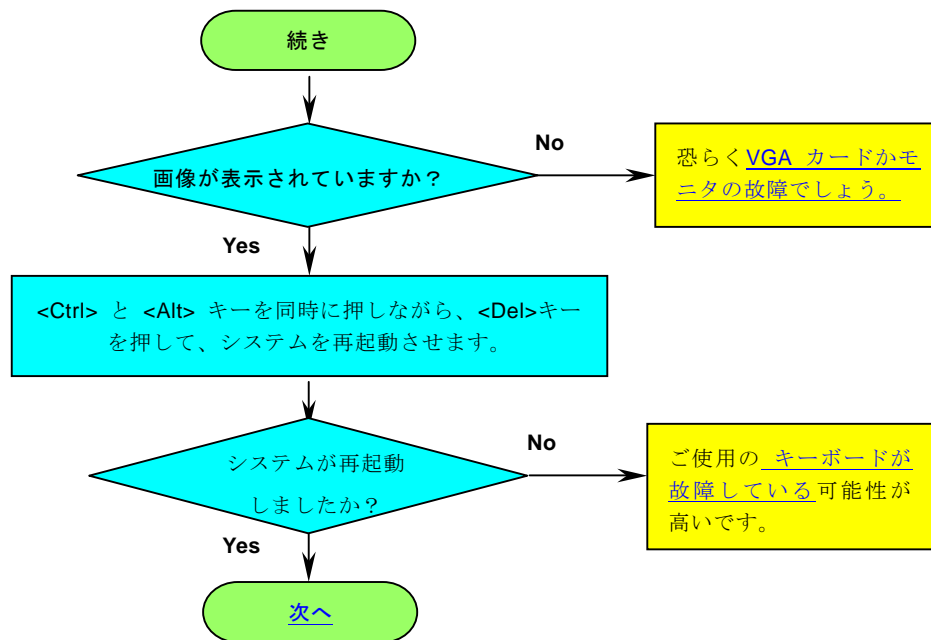 続き
画像が表示されていますか？
No
恐らくVGA カードかモ
ニタの故障でしょう。
Yes
<Ctrl> と <Alt> キーを同時に押しながら、<Del>キー
を押して、システムを再起動させます。
システムが再起動
しましたか？
No
ご使用の キーボードが
故障している可能性が
高いです。
Yes
次へ